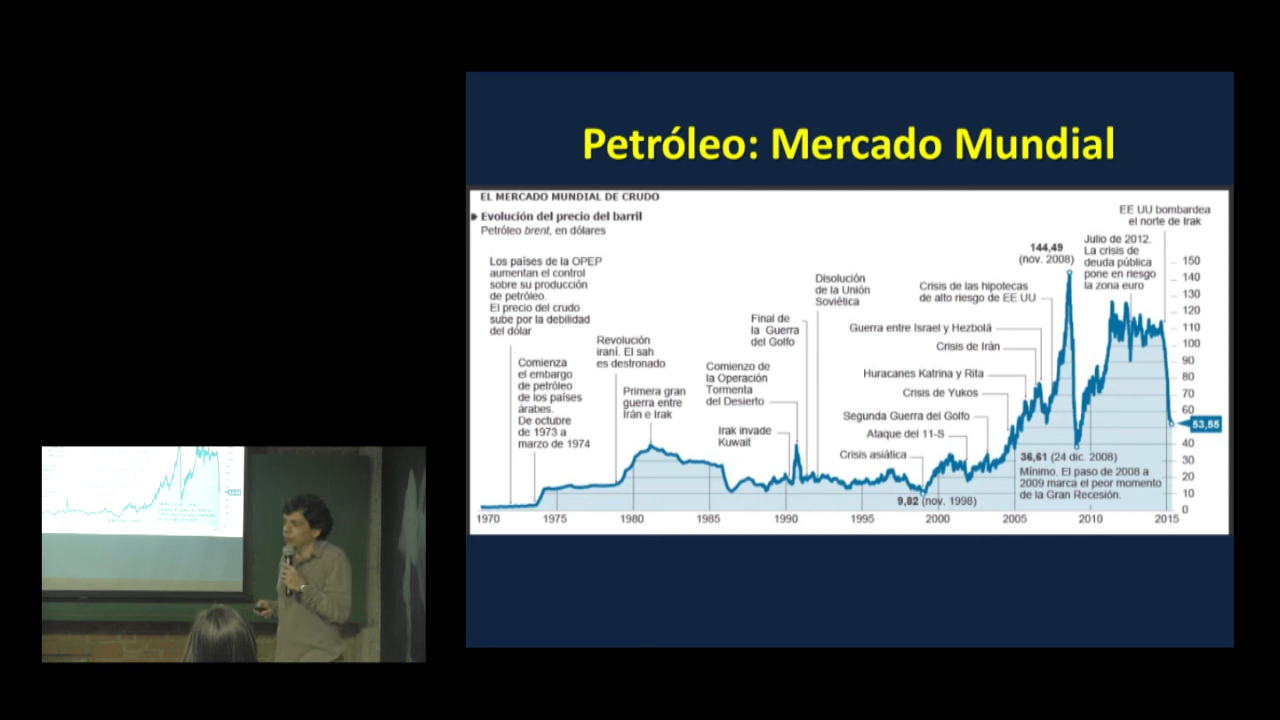 Petróleo: Mercado Mundial
EL MERCADO MUNDIAL DE CRUDO
Evolución del precio del barril
Petróleo brent, en dólares
Los países de la OPEP
aumentan el control
sobre su producción
de petróleo.
El precio del crudo
sube por la debilidad
del dólar
Comienza
el embargo
de petróleo
de los países
árabes.
De octubre
de 1973 a
marzo de 1974
Revolución
iraní. El sah
es destronado
Primera gran
guerra entre
Irán e Irak
Comienzo de
la Operación
Tormenta
del Desierto
Irak invade
Kuwait
Final de
la Guerra
del Golfo
Disolución
de la Unión
Soviética
Crisis asiática
9,82 (nov. 1998)
Ataque del 11-S
Segunda Guerra del Golfo
Crisis de Yukos
Huracanes Katrina y Rita
Crisis de Irán
Guerra entre Israel y Hezbolá
Crisis de las hipotecas
de alto riesgo de EE UU
144,49
(nov. 2008)
36,61 (24 dic. 2008)
Mínimo. El paso de 2008 a
2009 marca el peor momento
de la Gran Recesión.
Julio de 2012.
La crisis de
deuda pública
pone en riesgo
la zona euro
EE UU bombardea
el norte de Irak
150
140
130
120
110
100
90
80
70
60
53,55
40
30
20
10
0
1970 1975 1980 1985 1990 1995 2000 2005 2010 2015